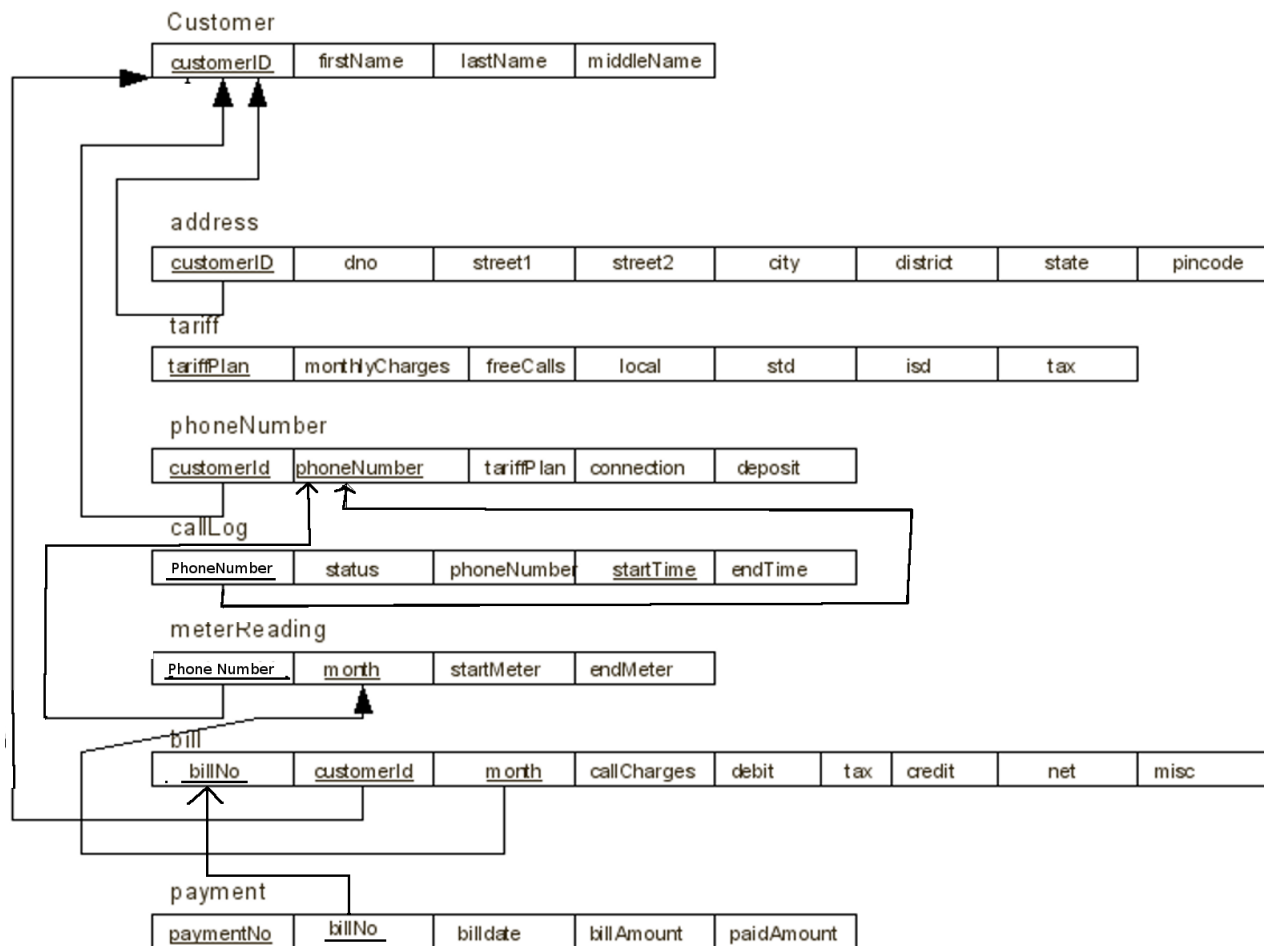 Customer
customerID firstName lastName middleName
address
customerID dno street1 street2 city district state pincode
tariff
tariffPlan monthlyCharges freeCalls local std isd tax
phoneNumber
customerId phoneNumber tariffPlan connection deposit
callLog
PhoneNumber status phoneNumber startTime endTime
meterReading
Phone Number month startMeter endMeter
bill
billNo customerId month callCharges debit tax credit net misc
payment
paymentNo billNo billdate billAmount paidAmount